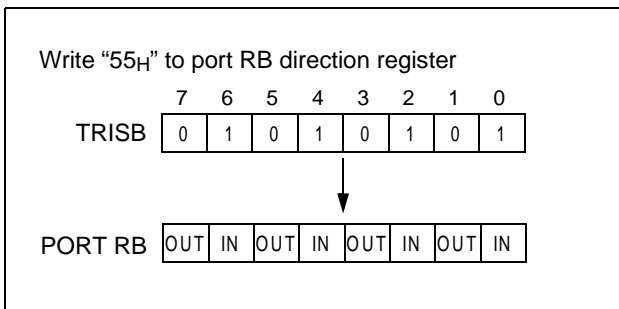 Write “55H” to port RB direction register
7 6 5 4 3 2 1 0
TRISB 0 1 0 1 0 1 0 1
PORT RB OUT IN OUT IN OUT IN OUT IN